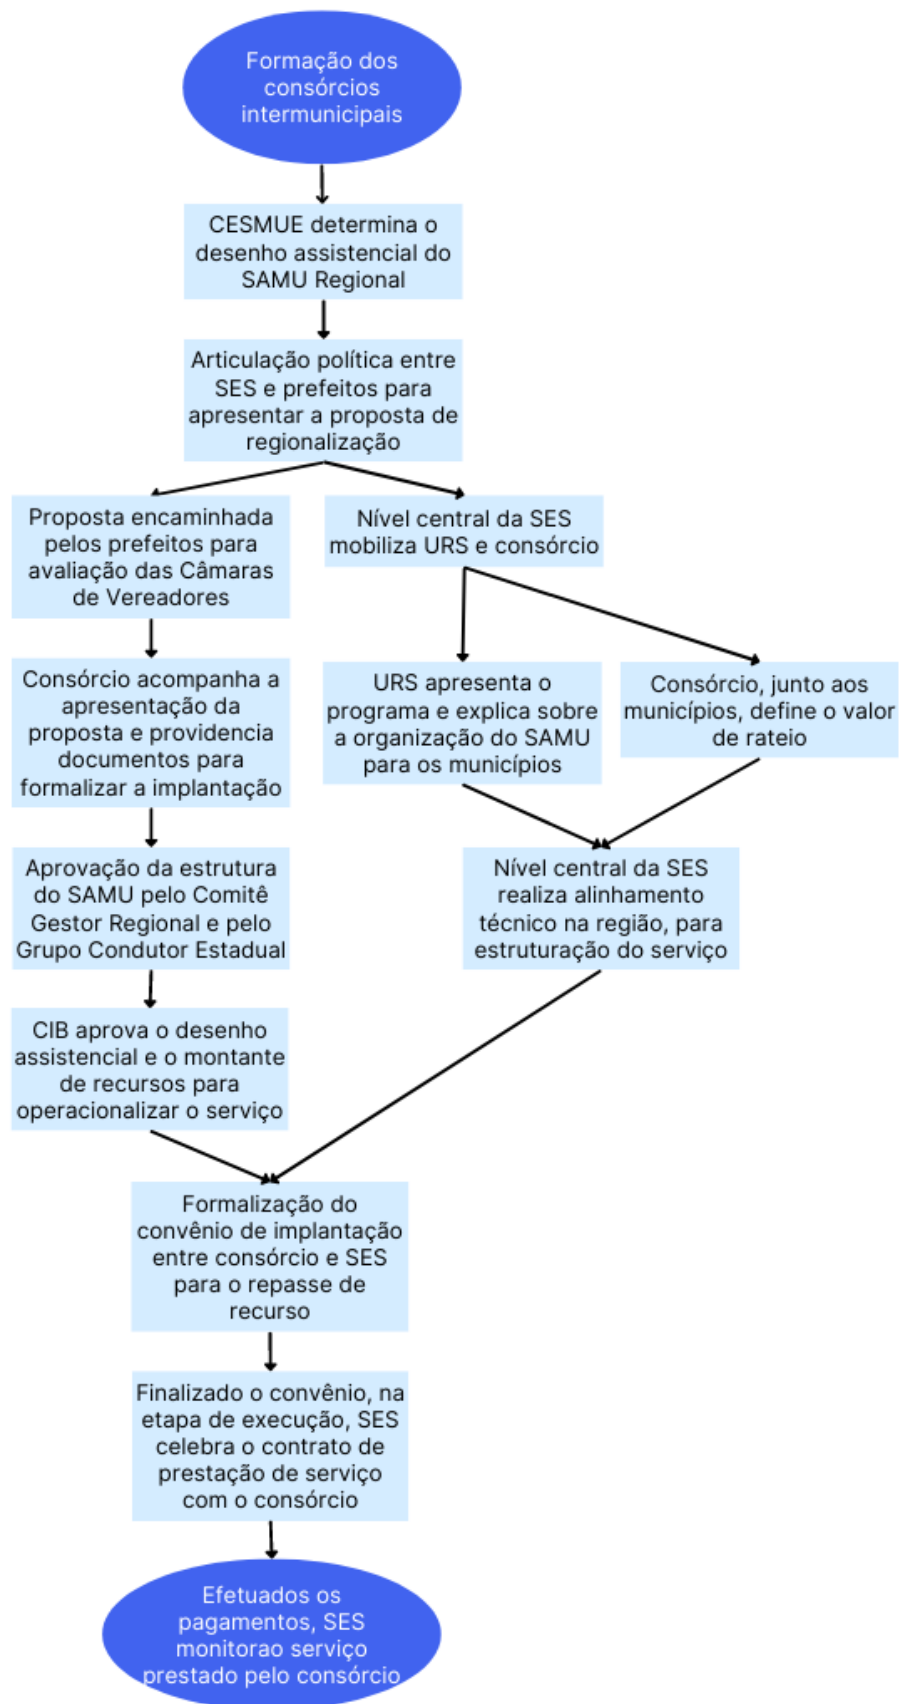 Formação dos
consórcios
intermunicipais
CESMUE determina o
desenho assistencial do
SAMU Regional
Articulação política entre
SES e prefeitos para
apresentar a proposta de
regionalização
Proposta encaminhada
pelos prefeitos para
avaliação das Câmaras
de Vereadores
Nível central da SES
mobiliza URS e consórcio
Consórcio acompanha a
apresentação da
proposta e providencia
documentos para
formalizar a implantação
URS apresenta o
programa e explica sobre
a organização do SAMU
para os municípios
Consórcio, junto aos
municípios, define o valor
de rateio
Aprovação da estrutura
do SAMU pelo Comitê
Gestor Regional e pelo
Grupo Condutor Estadual
Nível central da SES
realiza alinhamento
técnico na região, para
estruturação do serviço
CIB aprova o desenho
assistencial e o montante
de recursos para
operacionalizar o serviço
Formalização do
convênio de implantação
entre consórcio e SES
para o repasse de
recurso
Finalizado o convênio, na
etapa de execução, SES
celebra o contrato de
prestação de serviço
com o consórcio
Efetuados os
pagamentos, SES
monitorao serviço
prestado pelo consórcio